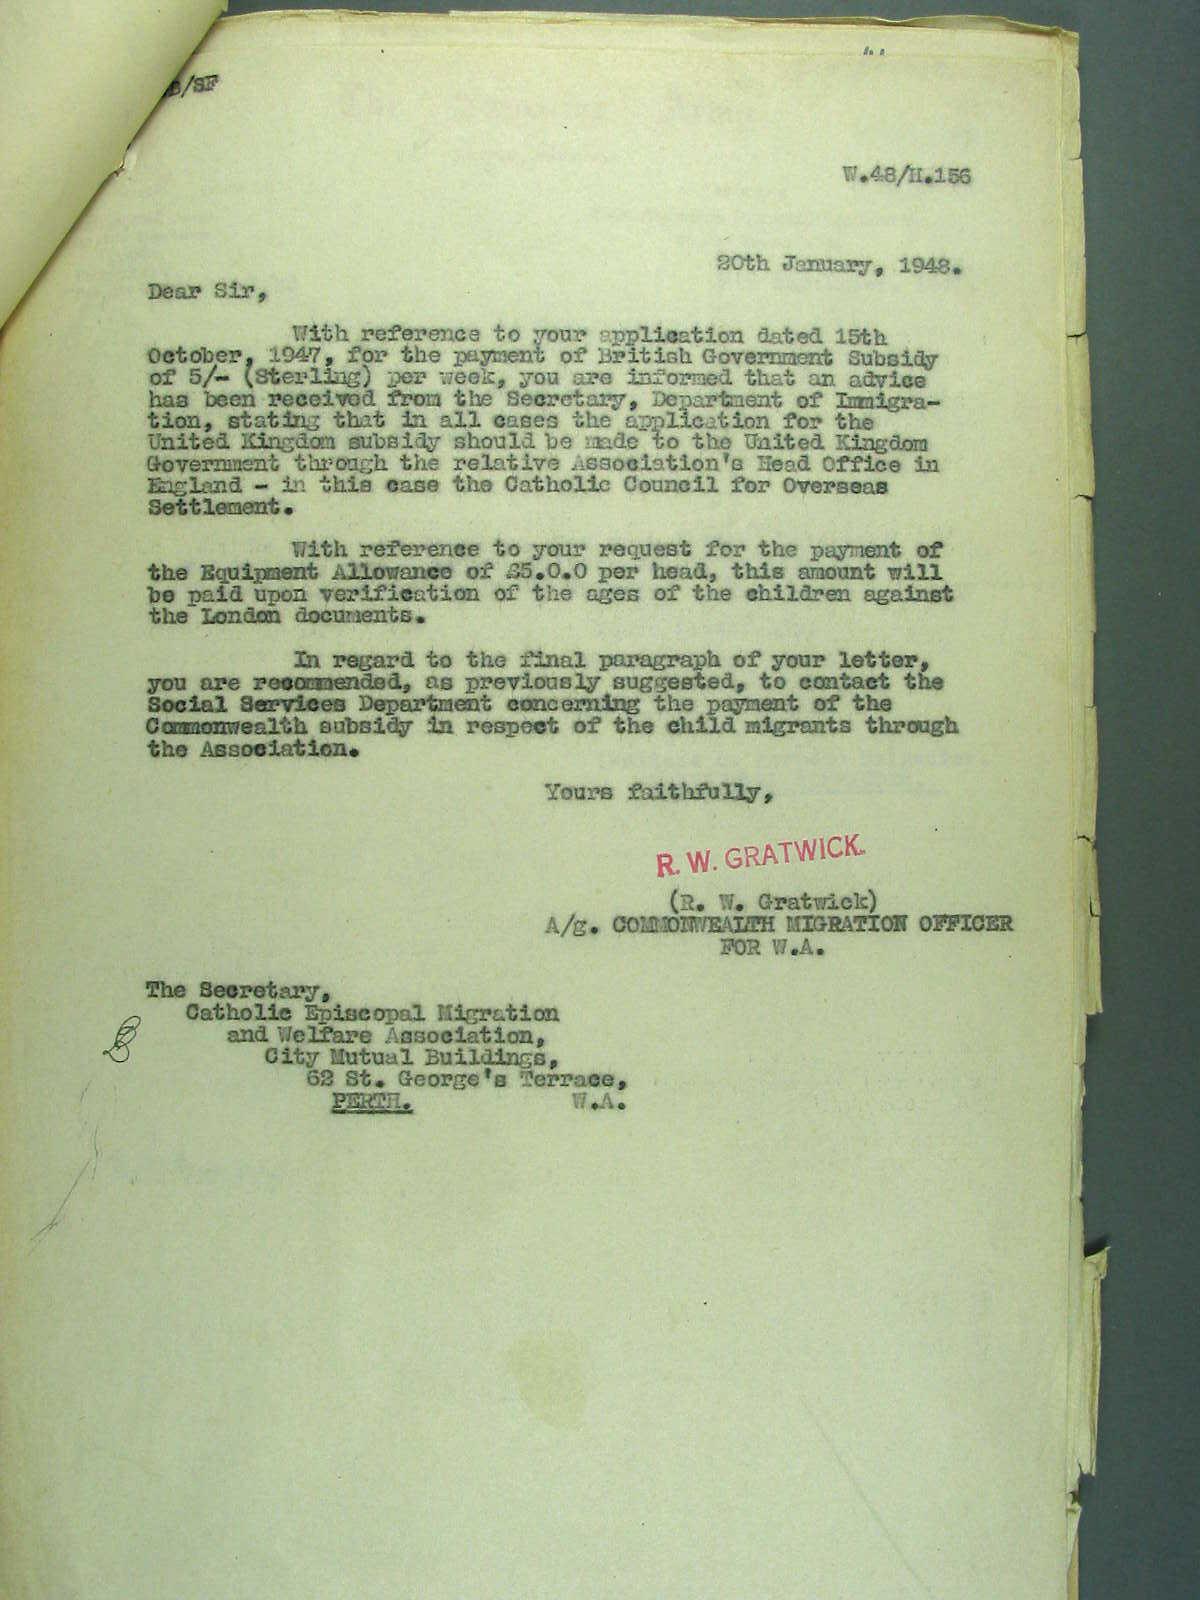 /SF
W.48/H.156
20th January, 1948.
Dear Sir,
With reference to your application dated 15th
October, 1947, for the payment of British Government Subsidy
of 5/- (Sterling) per week, you are informed that an advice
has been received from the Secretary, Department of Immigra-
tion, stating that in all cases the application for the
United Kingdom subsidy should be made to the United Kingdom
Government through the relative Association's Head Office in
England - in this case the Catholic Council for Overseas
Settlement.
With reference to your request for the payment of
the Equipment Allowance of £5.0.0 per head, this amount will
be paid upon verification of the ages of the children against
the London documents.
In regard to the final paragraph of your letter,
you are recommended, as previously suggested, to contact the
Social Services Department concerning the payment of the
Commonwealth subsidy in respect of the child migrants through
the Association.
Yours faithfully,
R. W. GRATWICK.
(R. W. Gratwick)
A/g. COMMONWEALTH MIGRATION OFFICER
FOR W.A.
The Secretary,
Catholic Episcopal Migration
and Welfare Association,
City Mutual Buildings,
62 St. George's Terrace,
PERTH. W.A.